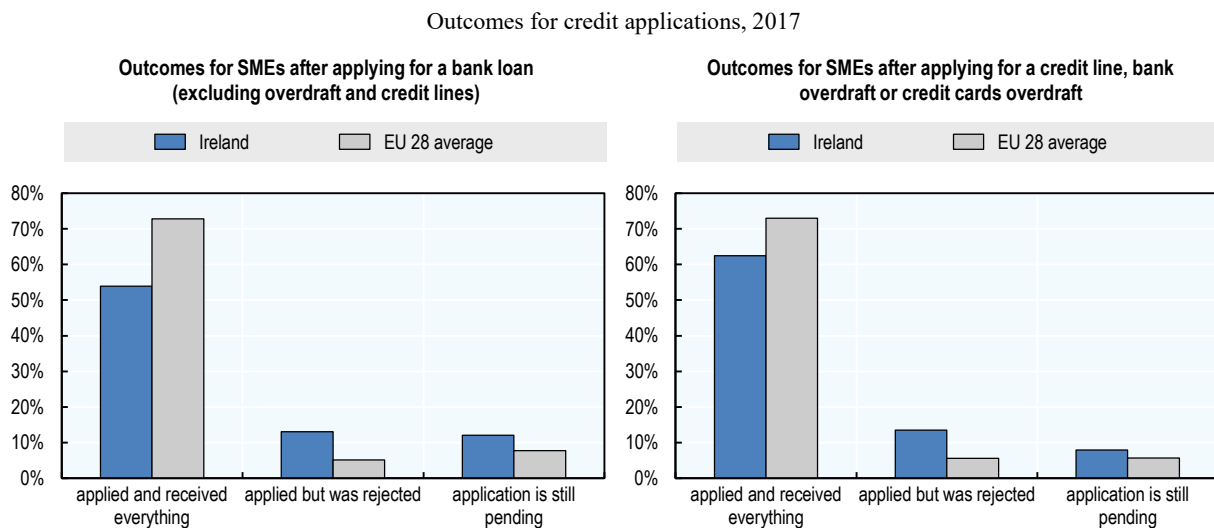 Outcomes for credit applications, 2017
Outcomes for SMEs after applying for a bank loan
(excluding overdraft and credit lines)
Ireland
EU 28 average
80%
70%
60%
50%
40%
30%
20%
10%
0%
applied and received
everything
applied but was rejected
application is still
pending
Outcomes for SMEs after applying for a credit line, bank
overdraft or credit cards overdraft
Ireland
EU 28 average
80%
70%
60%
50%
40%
30%
20%
10%
0%
applied and received
everything
applied but was rejected
application is still
pending